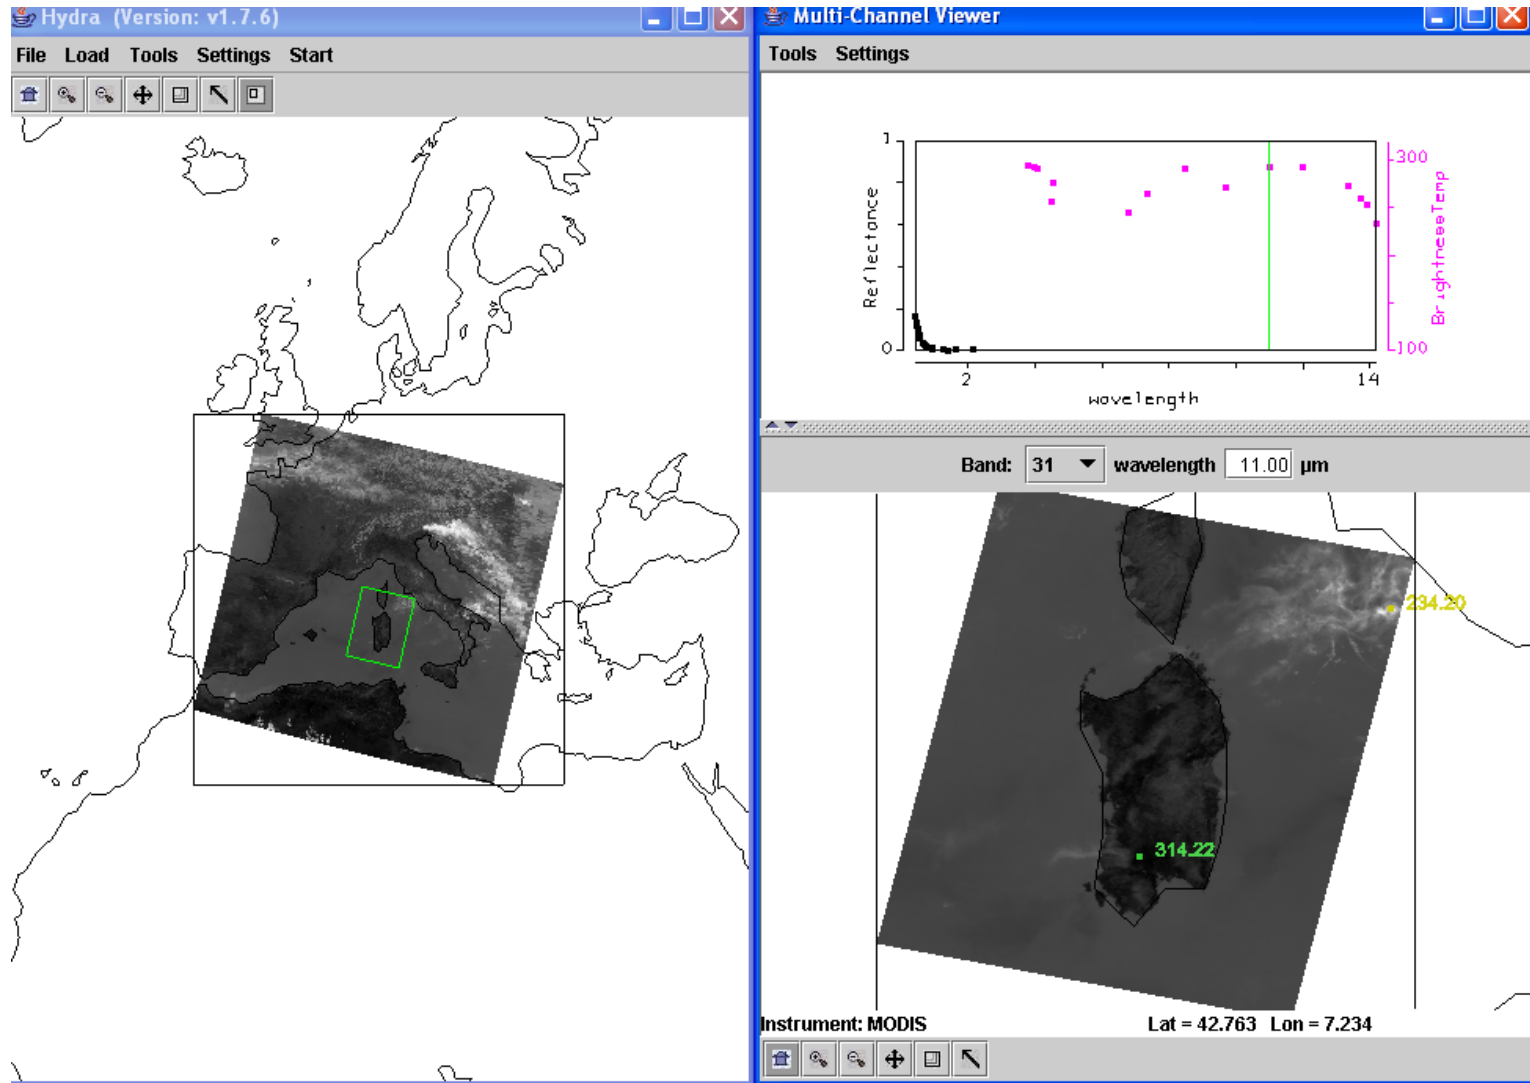 Hydra (Version: v1.7.6)
File Load Tools Settings Start
Multi-Channel Viewer
Tools Settings
1
Reflectance
0
300
BrightnessTemp
100
2
14
wavelength
Band: 31 wavelength 11.00 µm
234.20
314.22
Instrument: MODIS Lat = 42.763 Lon = 7.234